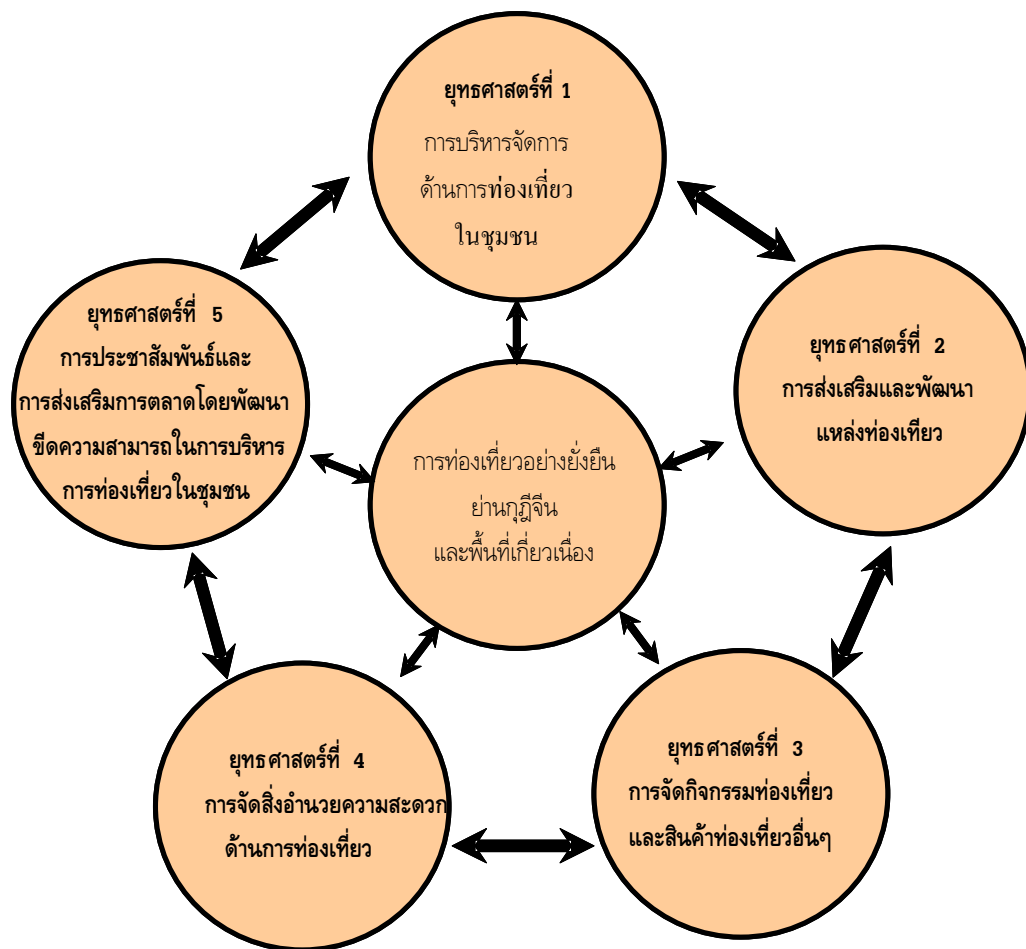 ยุทธศาสตร์ที่ 1
การบริหารจัดการ
ด้านการท่องเที่ยว
ในชุมชน
ยุทธศาสตร์ที่ 2
การส่งเสริมและพัฒนา
แหล่งท่องเทียว
ยุทธศาสตร์ที่ 3
การจัดกิจกรรมท่องเที่ยว
และสินค้าท่องเที่ยวอื่นๆ
ยุทธศาสตร์ที่ 4
การจัดสิ่งอำนวยความสะดวก
ด้านการท่องเที่ยว
ยุทธศาสตร์ที่ 5
การประชาสัมพันธ์และ
การส่งเสริมการตลาดโดยพัฒนา
ขีดความสามารถในการบริหาร
การท่องเที่ยวในชุมชน
การท่องเที่ยวอย่างยั่งยืน
ย่านกุฎีจีน
และพื้นที่เกี่ยวเนื่อง